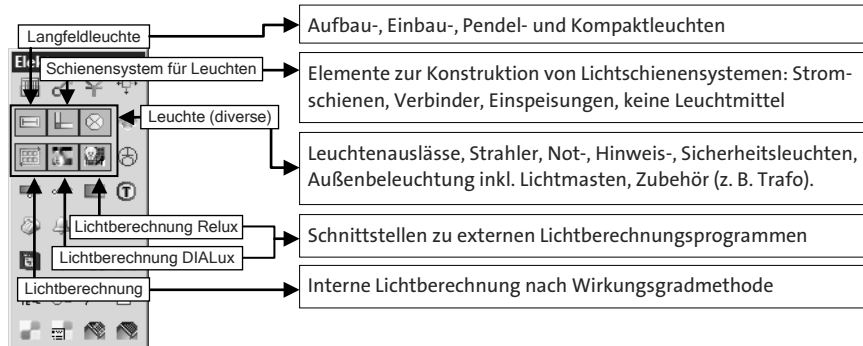 Langfeldleuchte
Aufbau-, Einbau-, Pendel- und Kompaktleuchten
Schienensystem für Leuchten
Elemente zur Konstruktion von Lichtschienensystemen: Strom-
schienen, Verbinder, Einspeisungen, keine Leuchtmittel
Leuchte (diverse)
Leuchtenauslässe, Strahler, Not-, Hinweis-, Sicherheitsleuchten,
Außenbeleuchtung inkl. Lichtmasten, Zubehör (z. B. Trafo).
T
Lichtberechnung Relux
Lichtberechnung DIALux
Schnittstellen zu externen Lichtberechnungsprogrammen
Lichtberechnung
Interne Lichtberechnung nach Wirkungsgradmethode